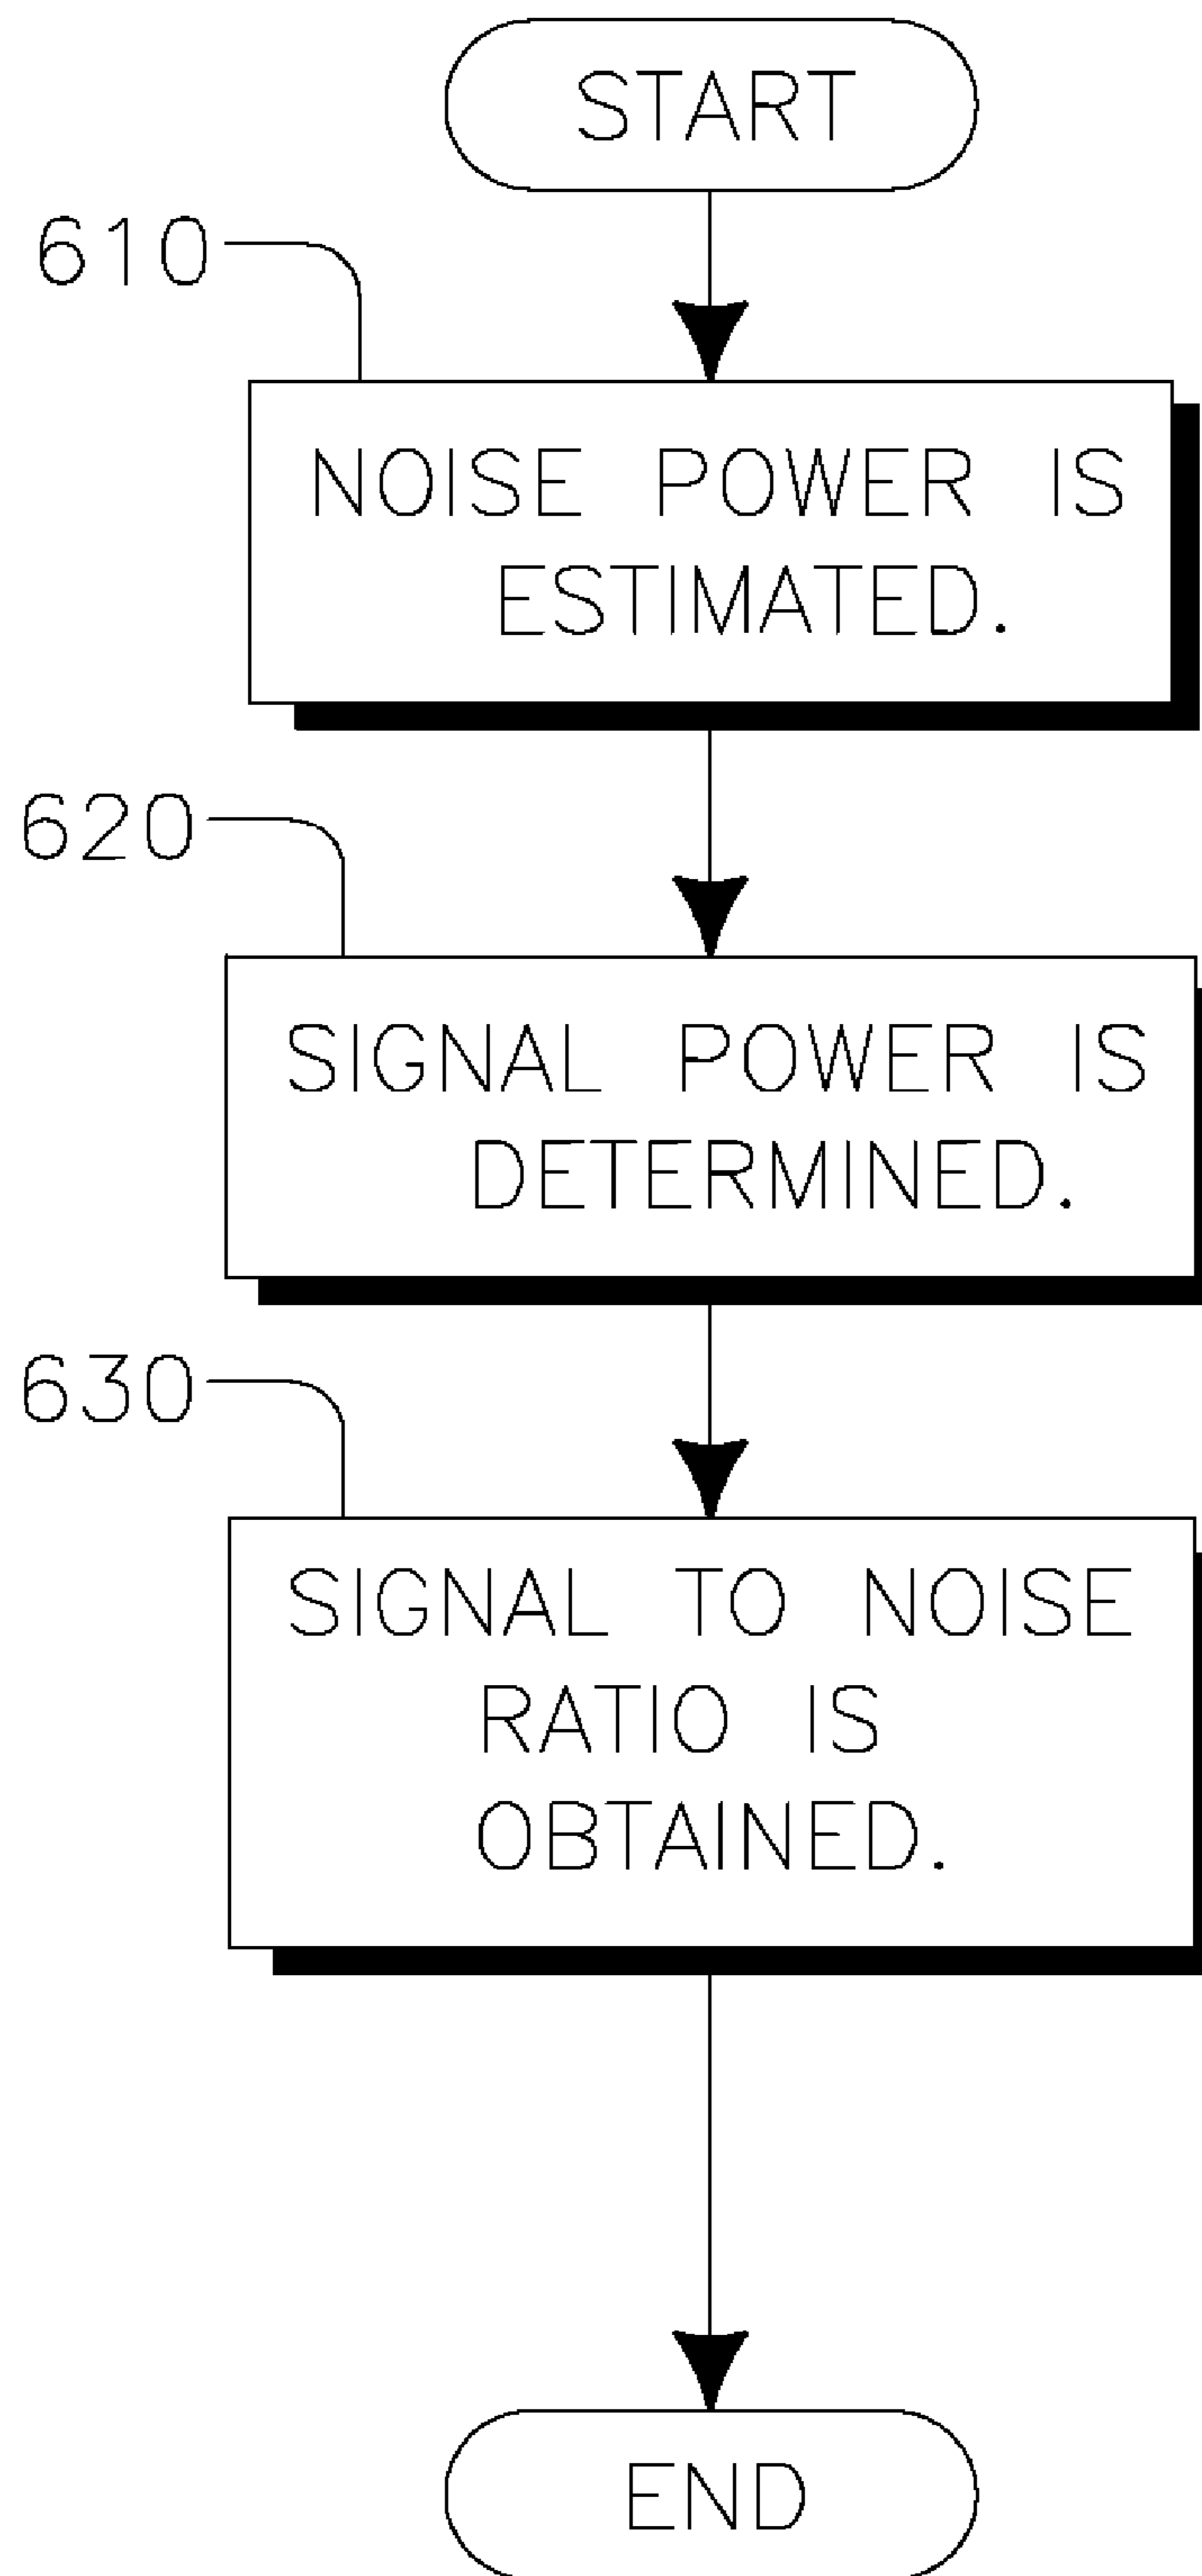 START
610
NOISE POWER IS
ESTIMATED.
620
SIGNAL POWER IS
DETERMINED.
630
SIGNAL TO NOISE
RATIO IS
OBTAINED.
END